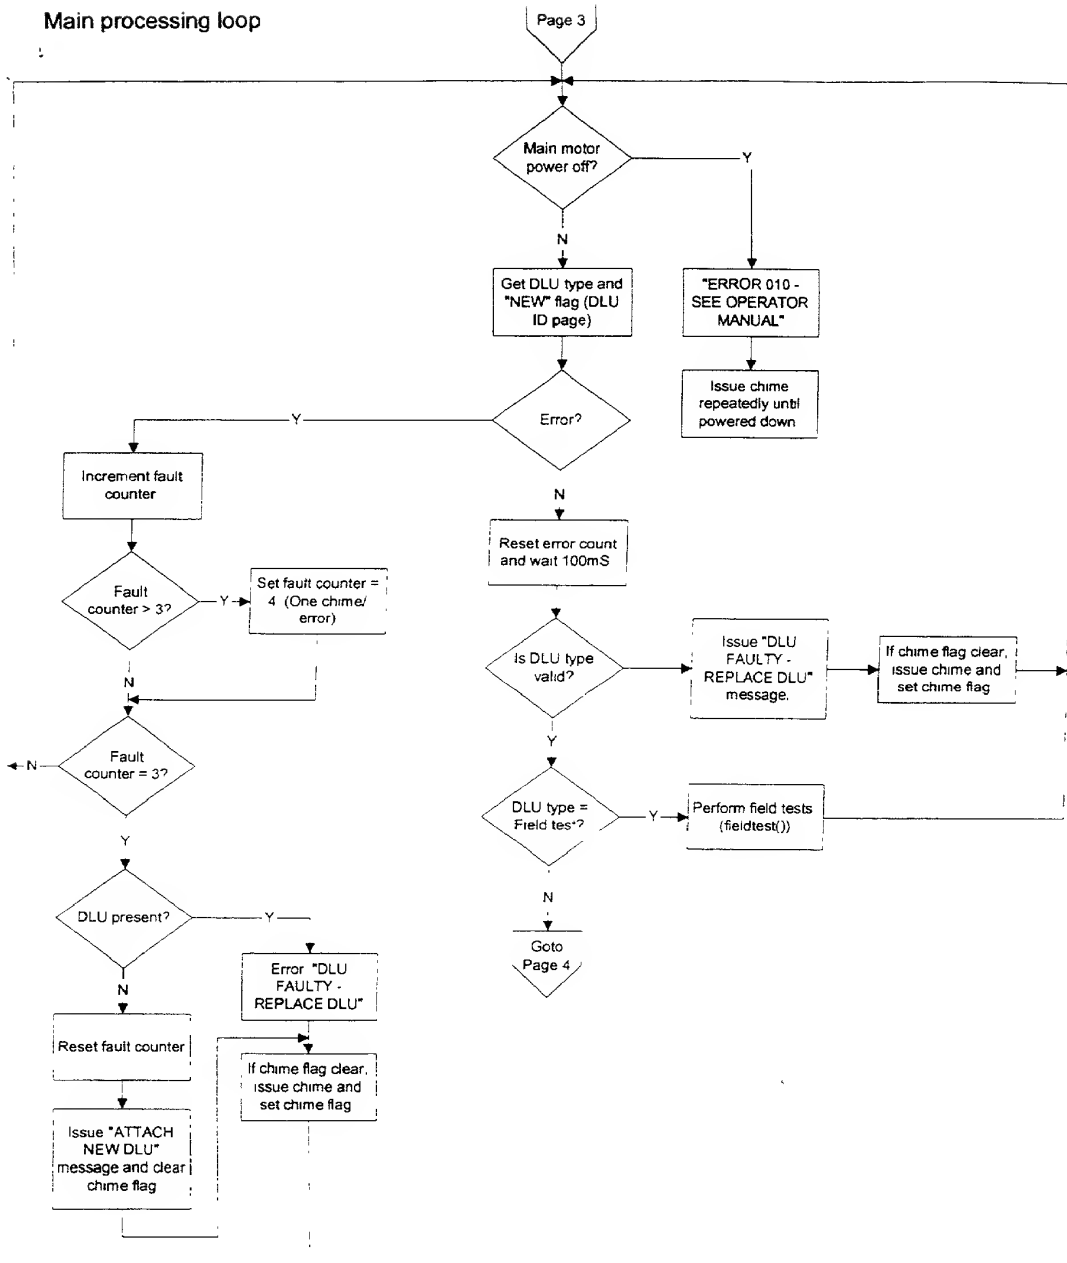 Main processing loop
Page 3
Main motor
power off?
Y
N
Get DLU type and
"NEW" flag (DLU
ID page)
"ERROR 010 -
SEE OPERATOR
MANUAL"
Issue chime
repeatedly until
powered down
Error?
Y
N
Increment fault
counter
Reset error count
and wait 100mS
Fault
counter > 3?
Y
Set fault counter =
4 (One chime/
error)
N
Is DLU type
valid?
Issue "DLU
FAULTY -
REPLACE DLU"
message.
If chime flag clear,
issue chime and
set chime flag
Y
Fault
counter = 3?
N
Y
DLU type =
Field test?
Y
Perform field tests
(fieldtest())
N
Goto
Page 4
DLU present?
Y
N
Error "DLU
FAULTY -
REPLACE DLU"
Reset fault counter
If chime flag clear,
issue chime and
set chime flag
Issue "ATTACH
NEW DLU"
message and clear
chime flag